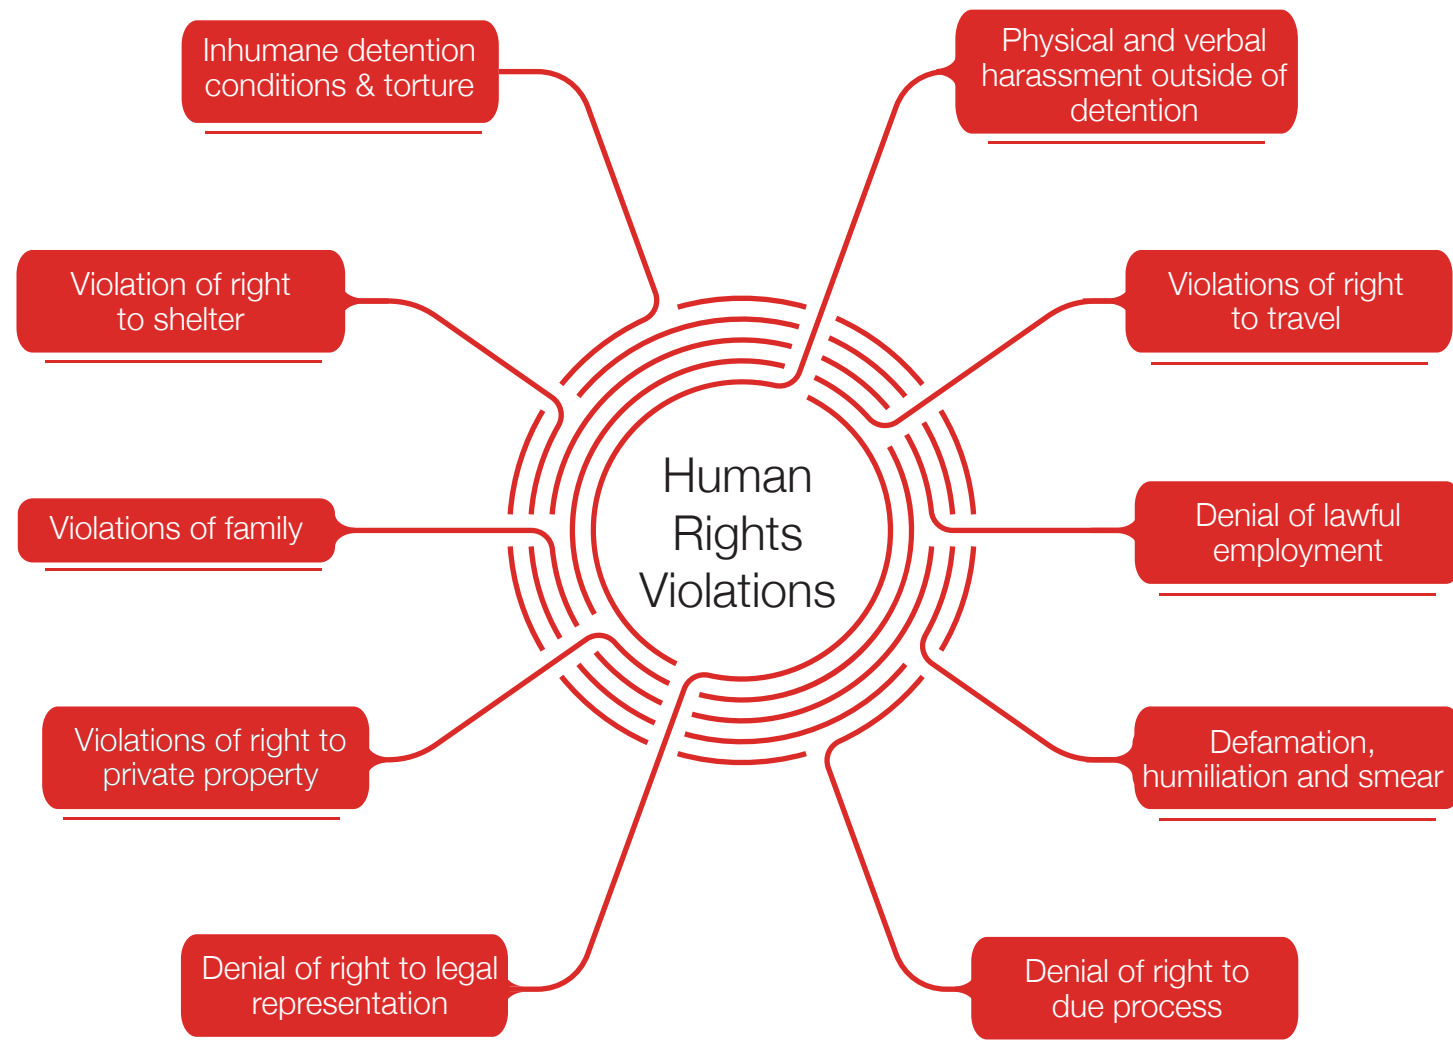 Inhumane detention
conditions & torture
Physical and verbal
harassment outside of
detention
Violation of right
to shelter
Violations of right
to travel
Human
Rights
Violations
Violations of family
Denial of lawful
employment
Violations of right to
private property
Defamation,
humiliation and smear
Denial of right to legal
representation
Denial of right to
due process